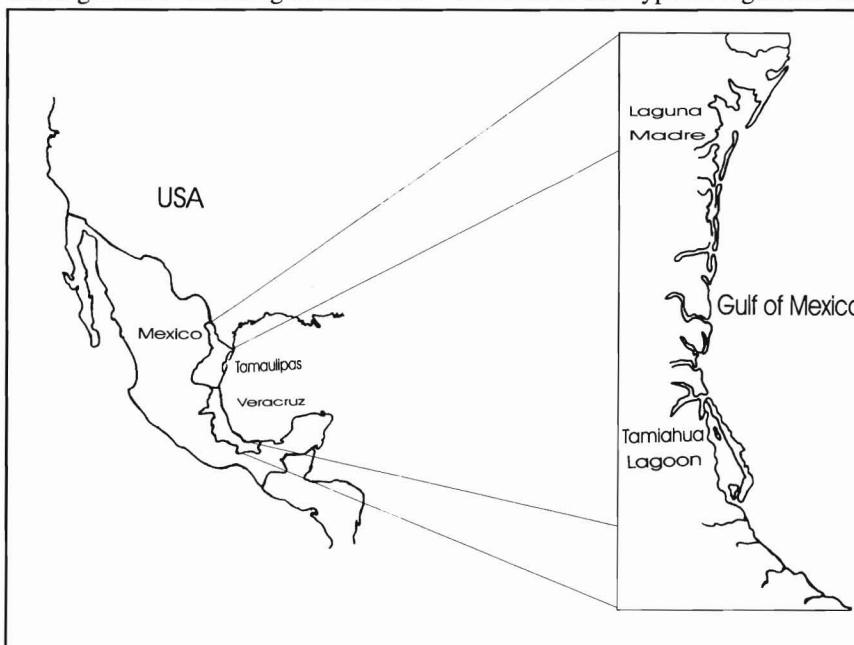 USA
Mexico
Tamaulipas
Veracruz
Laguna
Madre
Gulf of Mexico
Tamiahua
Lagoon